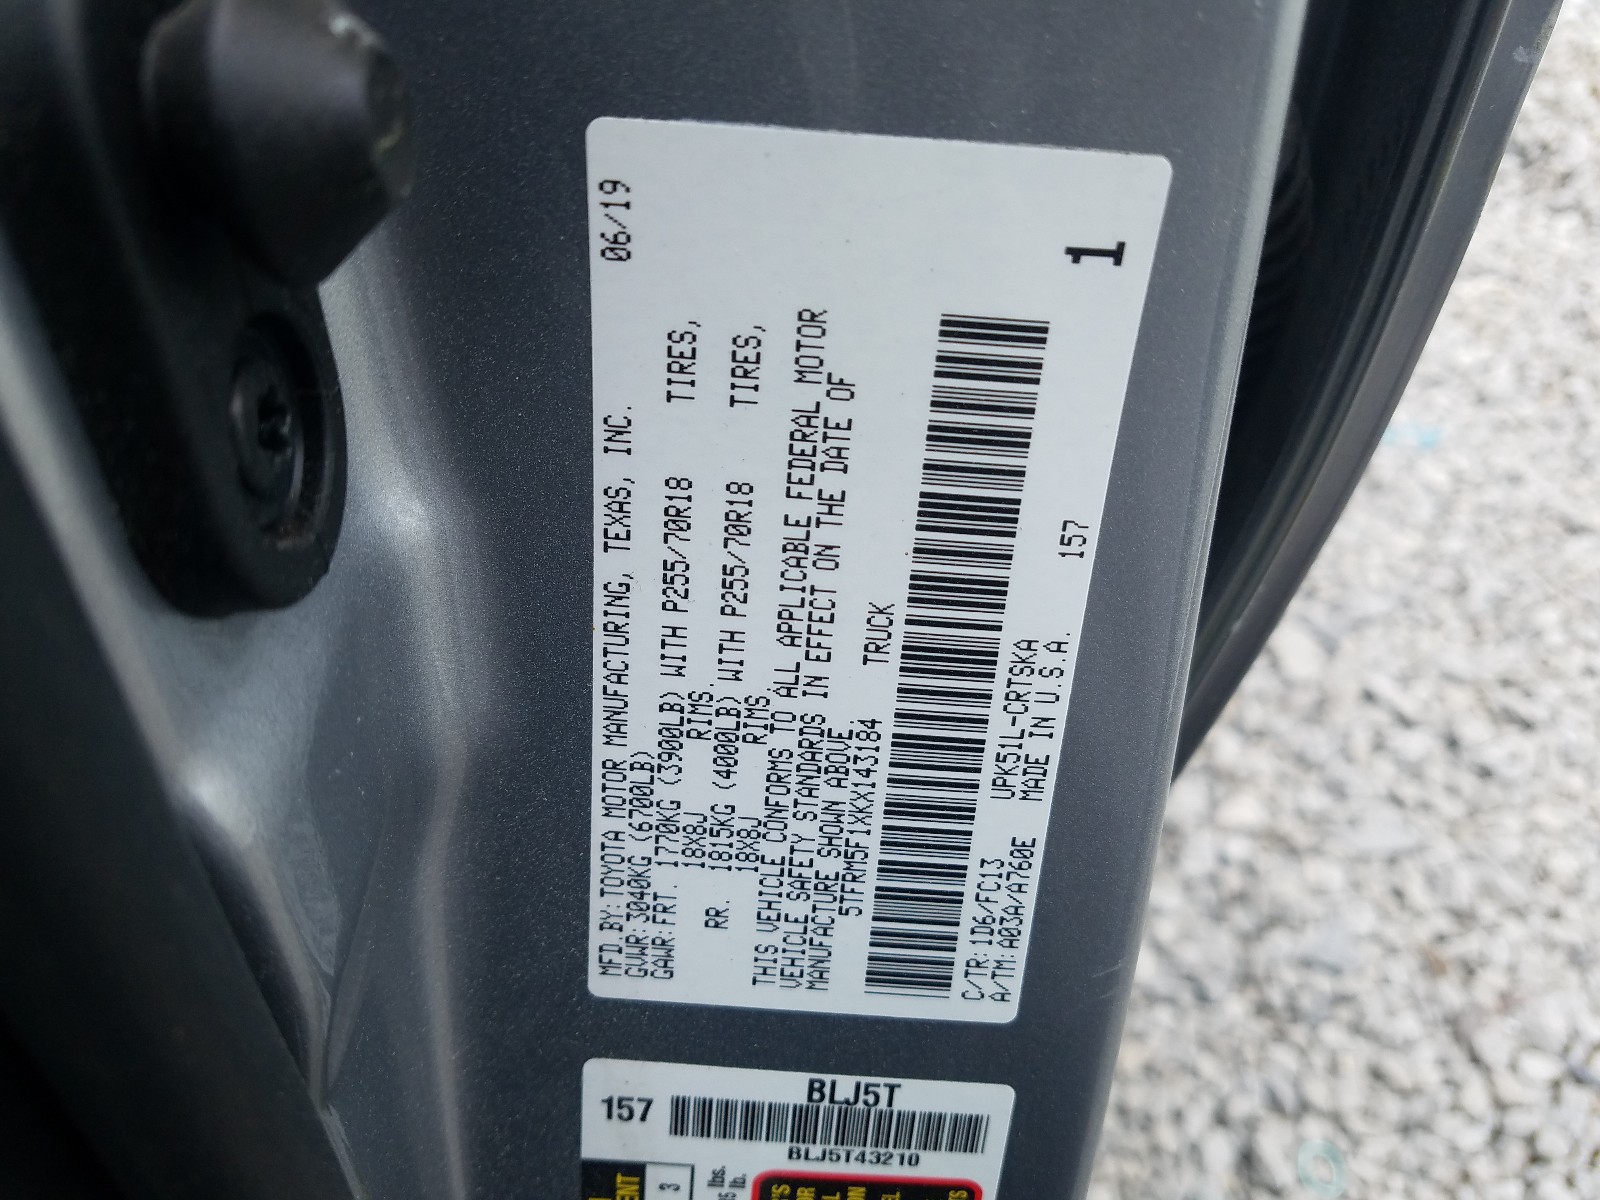 06/19
MFD.BY:TOYOTA MOTOR MANUFACTURING, TEXAS, INC.
GVWR:3040KG(6700LB)
GAWR:FRT. 1770KG(3900LB) WITH P255/70R18 TIRES,
18X8J RIMS.
RR. 1815KG(4000LB) WITH P255/70R18 TIRES,
18X8J RIMS.
THIS VEHICLE CONFORMS TO ALL APPLICABLE FEDERAL MOTOR
VEHICLE SAFETY STANDARDS IN EFFECT ON THE DATE OF
MANUFACTURE SHOWN ABOVE.
5TFRM5F1XKX143184 TRUCK
1
C/TR:1D6/FC13 UPK51L-CRTSKA 157
A/TM:A03A/A760E MADE IN U.S.A.
157 BLJ5T
BLJ5T43210
3
lbs.
lb.